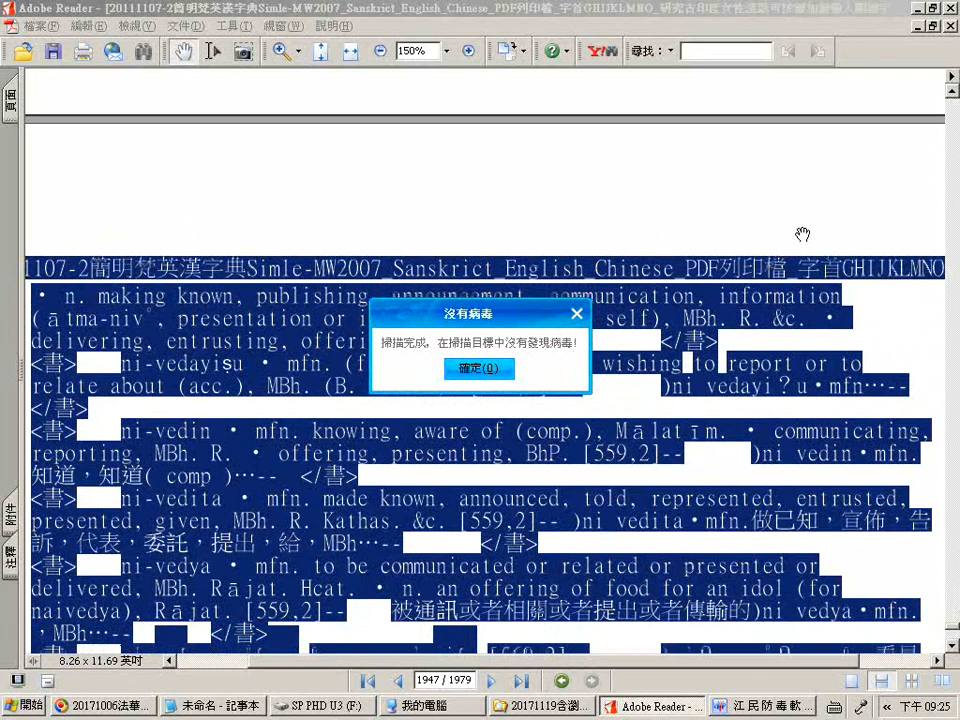 Adobe Reader - [20111107-2簡明梵英漢字典Simle-MW2007_Sanskrict_English_Chinese_PDF列印檔_字首GHIJKLMNO_研究古印度女性
檔案(F) 編輯(E) 檢視(V) 文件(D) 工具(T) 視窗(W) 說明(H)
150% Y! 尋找:
頁面
1107-2簡明梵英漢字典Simle-MW2007_Sanskrict_English_Chinese_PDF列印檔_字首GHIJKLMNO
• n. making known, publishing, announcement, communication, information
(ātma-niv°, presentation or i self), MBh. R. &c. •
delivering, entrusting, offeri </書>
<書> ni-vedayiṣu • mfn. (f wishing to report or to
relate about (acc.), MBh. (B. )ni vedayi?u•mfn…--
</書>
<書> ni-vedin • mfn. knowing, aware of (comp.), Mālatīm. • communicating,
reporting, MBh. R. • offering, presenting, BhP. [559,2]-- )ni vedin•mfn.
知道，知道( comp )…-- </書>
<書> ni-vedita • mfn. made known, announced, told, represented, entrusted,
presented, given, MBh. R. Kathas. &c. [559,2]-- )ni vedita•mfn.做已知，宣佈，告
訴，代表，委託，提出，給，MBh…-- </書>
<書> ni-vedya • mfn. to be communicated or related or presented or
delivered, MBh. Rājat. Hcat. • n. an offering of food for an idol (for
naivedya), Rājat. [559,2]-- 被通訊或者相關或者提出或者傳輸的)ni vedya•mfn.
，MBh…-- </書>
沒有病毒
掃描完成，在掃描目標中沒有發現病毒!
確定(O)
附件
注釋
8.26 x 11.69 英吋
1947 / 1979
開始 20171006法華... 未命名 - 記事本 SP PHD U3 (F:) 我的電腦 20171119含瀏... Adobe Reader - ... 江民防毒軟... 下午 09:25